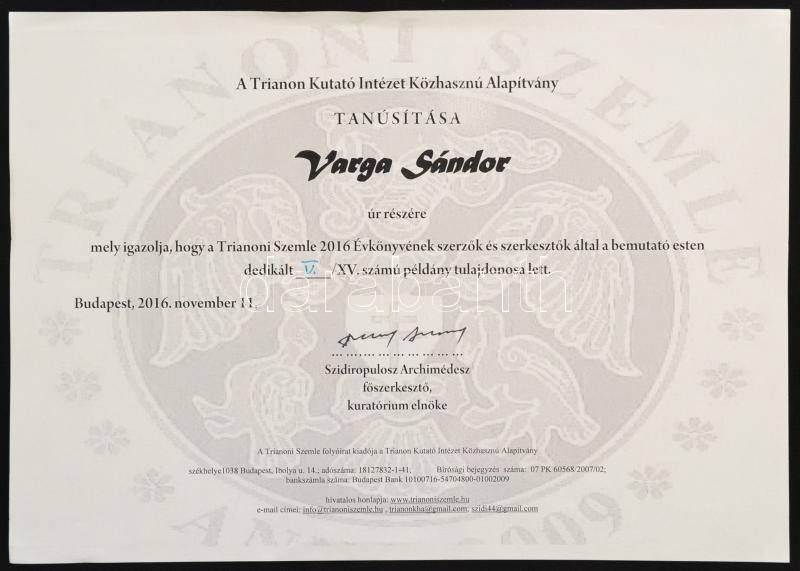 A Trianon Kutató Intézet Közhasznú Alapítvány
TANÚSÍTÁSA
Varga Sándor
úr részére
mely igazolja, hogy a Trianoni Szemle 2016 Évkönyvének szerzők és szerkesztők által a bemutató esten
dedikált V. /XV. számú példány tulajdonosa lett.
darabanth
Budapest, 2016. november 11.
Szidiropulosz Archimédesz
főszerkesztő,
kuratórium elnöke
A Trianoni Szemle folyóirat kiadója a Trianon Kutató Intézet Közhasznú Alapítvány
székhelye1038 Budapest, Ibolya u. 14.; adószáma: 18127832-1-41; Bírósági bejegyzés száma: 07 PK 60568/2007/02;
bankszámla száma: Budapest Bank 10100716-54704800-01002009
hivatalos honlapja: www.trianoniszemle.hu
e-mail címei: info@trianoniszemle.hu , trianonkha@gmail.com; szidi44@gmail.com
TRIANONI SZEMLE